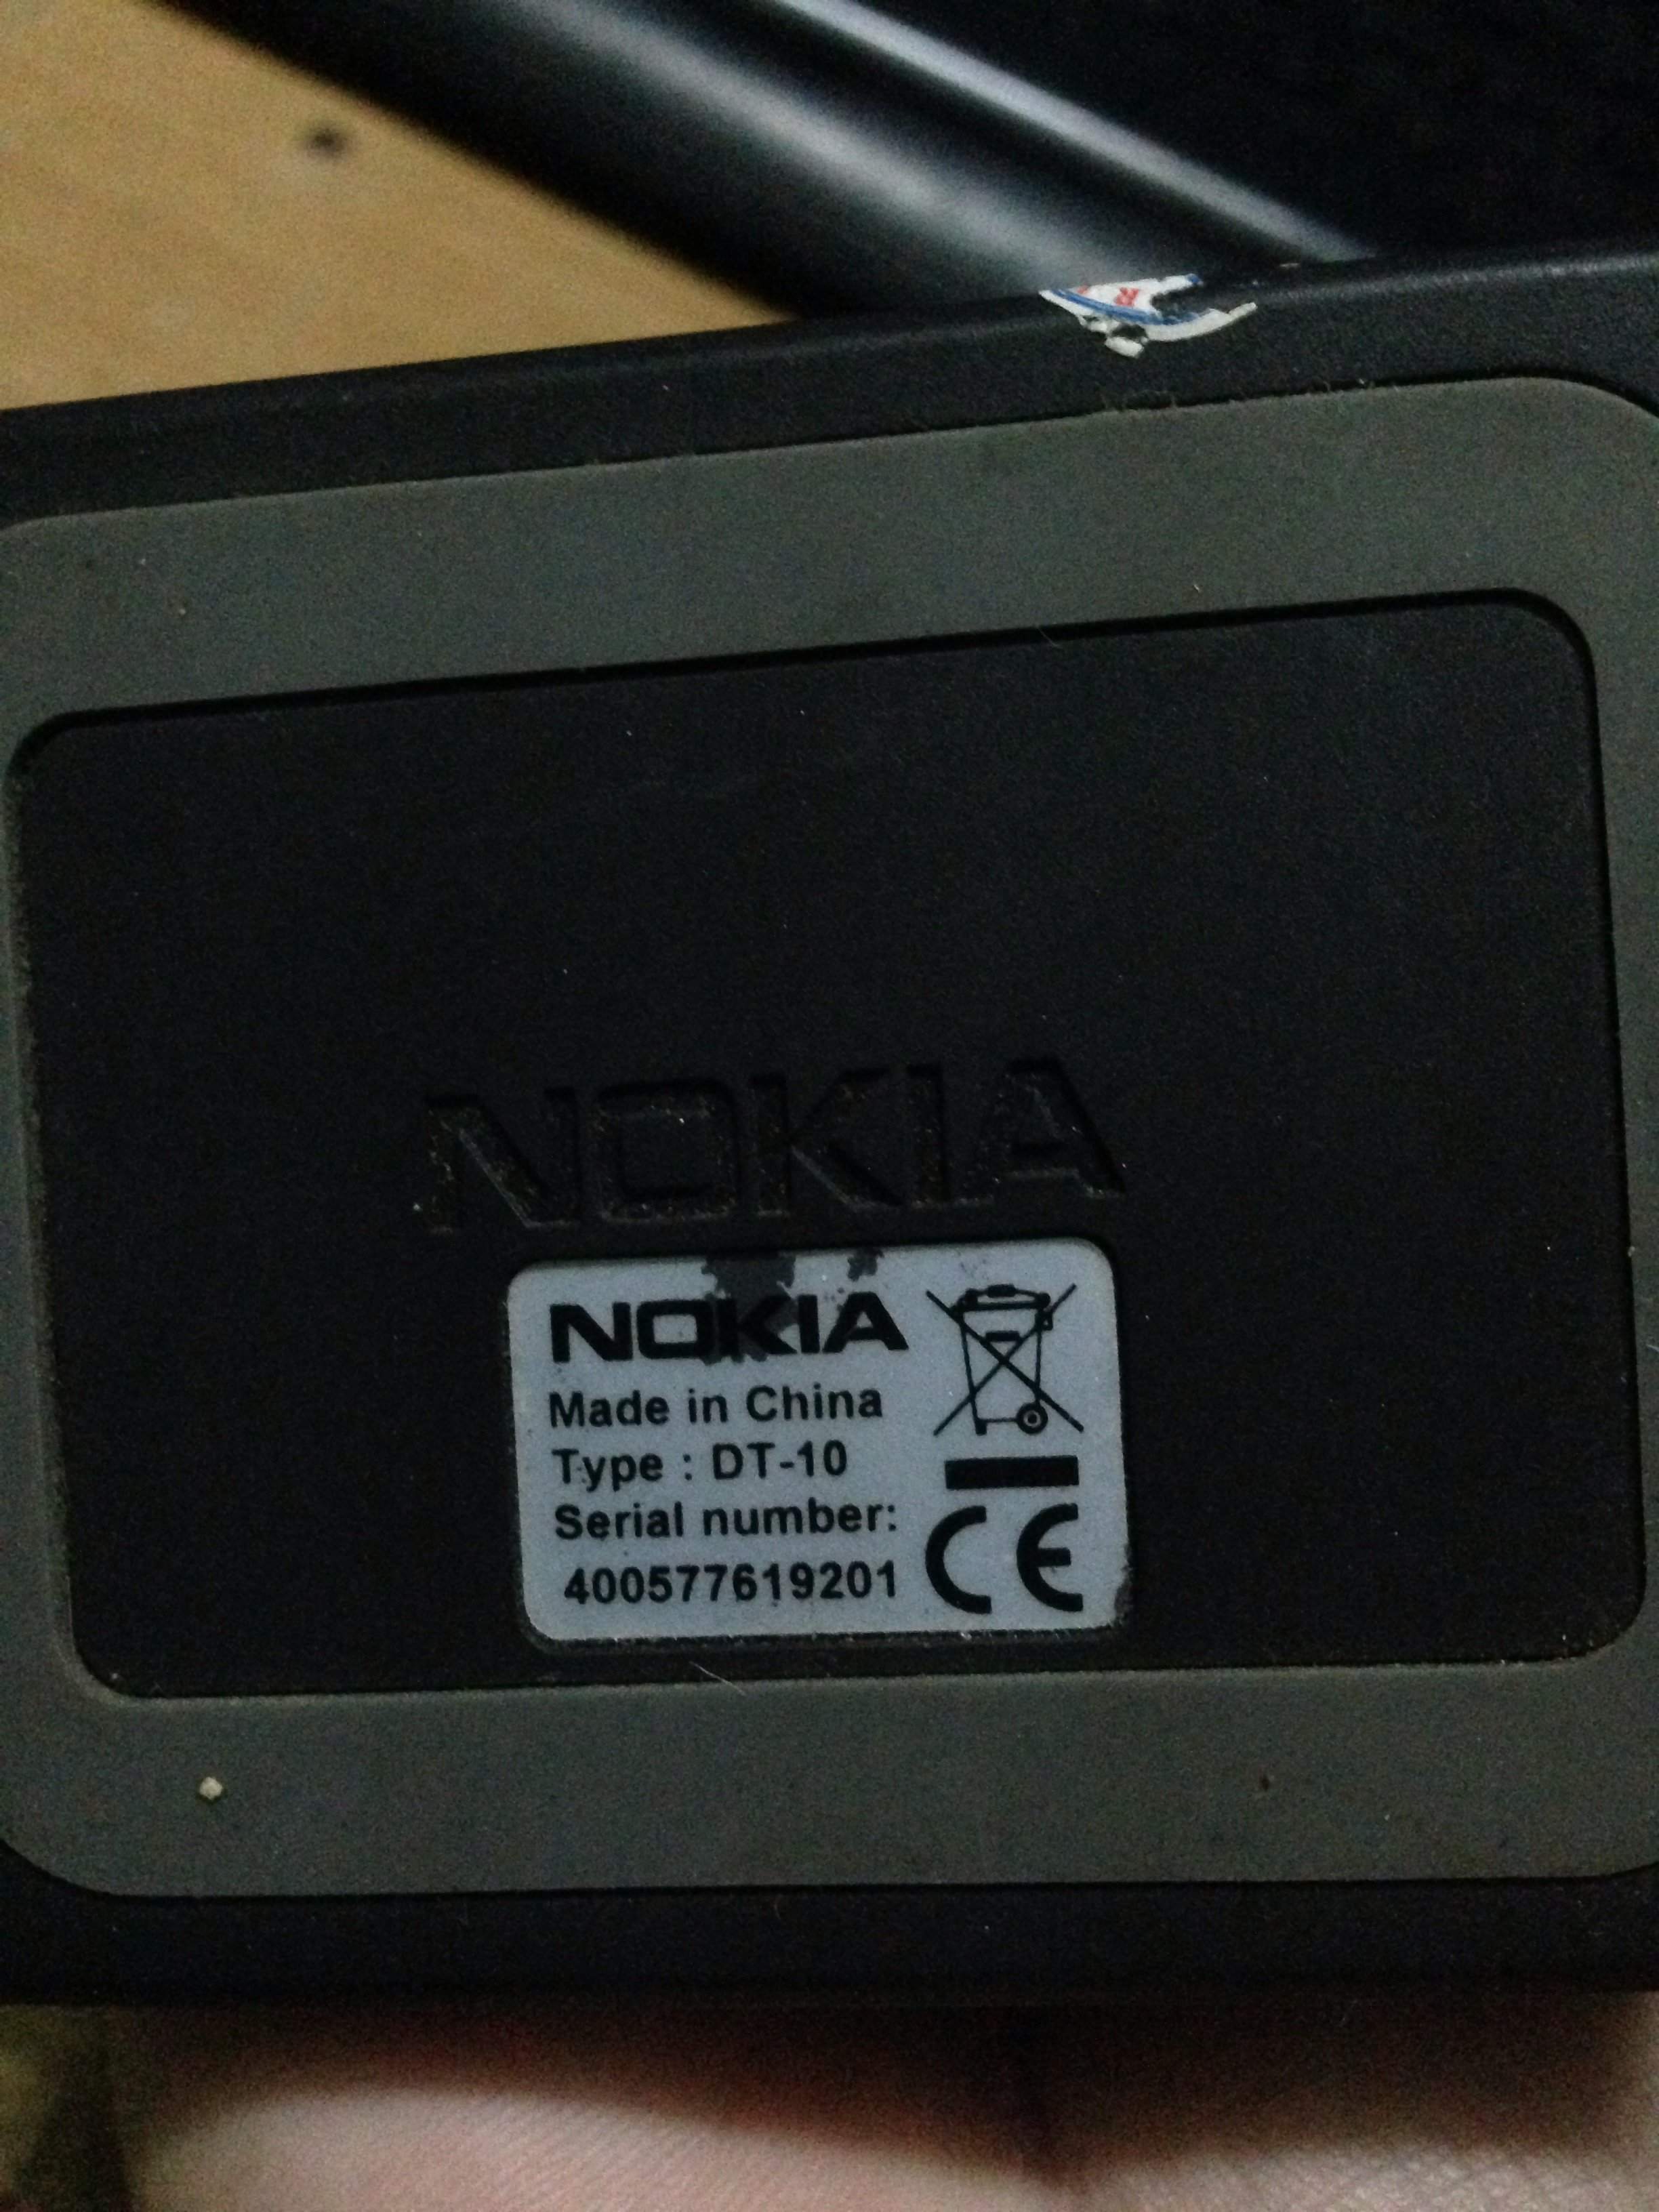 NOKIA
NOKIA
Made in China
Type : DT-10
Serial number:
400577619201
CE